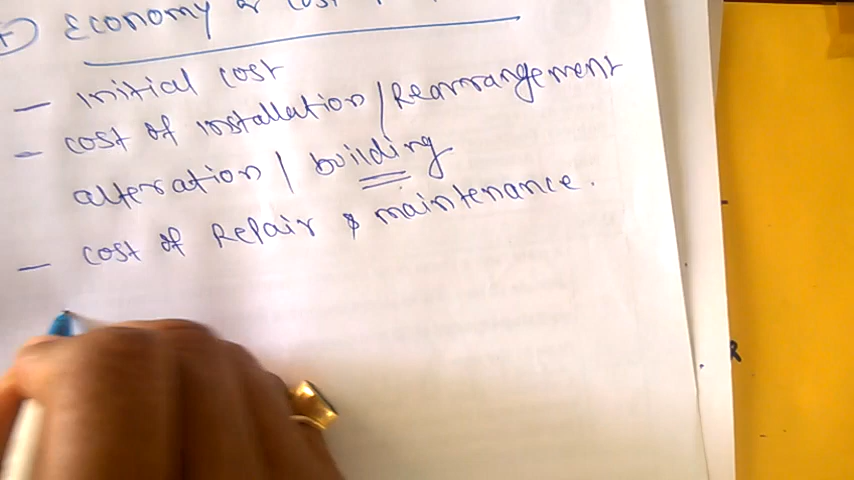 Economy & cost
- Initial cost
- cost of installation / Rearrangement
alteration / building
- cost of Repair & maintenance.